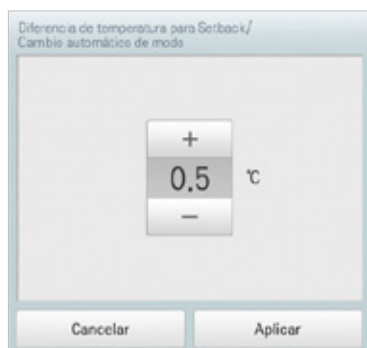 Diferencia de temperatura para Setback/
Cambio automático de modo
+
0.5 ℃
−
Cancelar Aplicar